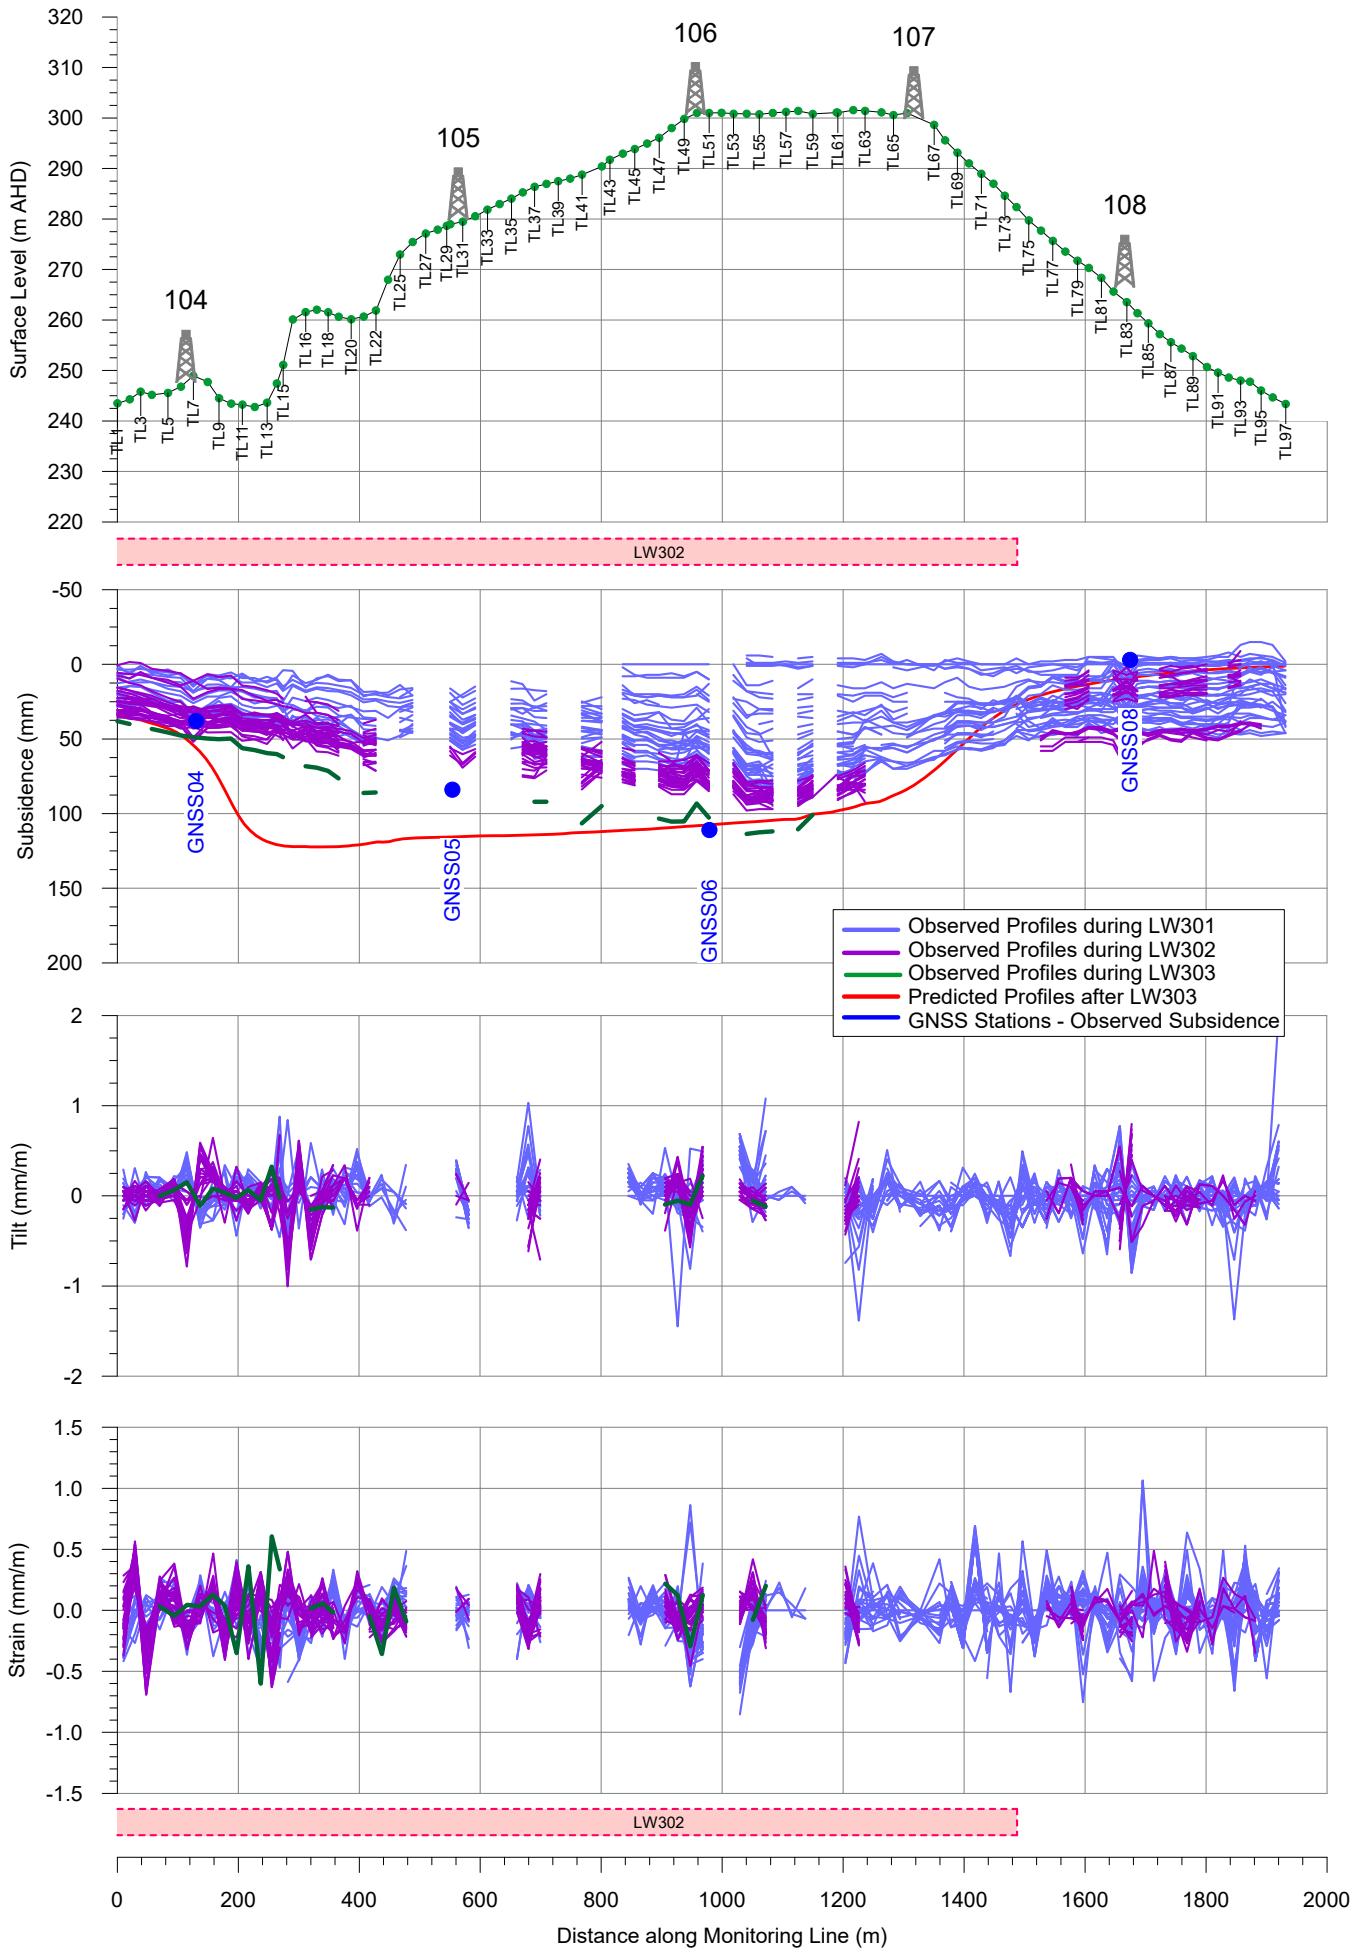 320
310
300
290
280
270
260
250
240
230
220
Surface Level (m AHD)
104
105
106
107
108
TL1
TL3
TL5
TL7
TL9
TL11
TL13
TL15
TL16
TL18
TL20
TL22
TL25
TL27
TL29
TL31
TL33
TL35
TL37
TL39
TL41
TL43
TL45
TL47
TL49
TL51
TL53
TL55
TL57
TL59
TL61
TL63
TL65
TL67
TL69
TL71
TL73
TL75
TL77
TL79
TL81
TL83
TL85
TL87
TL89
TL91
TL93
TL95
TL97
LW302
-50
0
50
100
150
200
Subsidence (mm)
GNSS04
GNSS05
GNSS06
GNSS08
Observed Profiles during LW301
Observed Profiles during LW302
Observed Profiles during LW303
Predicted Profiles after LW303
GNSS Stations - Observed Subsidence
2
1
0
-1
-2
Tilt (mm/m)
1.5
1.0
0.5
0.0
-0.5
-1.0
-1.5
Strain (mm/m)
LW302
0 200 400 600 800 1000 1200 1400 1600 1800 2000
Distance along Monitoring Line (m)